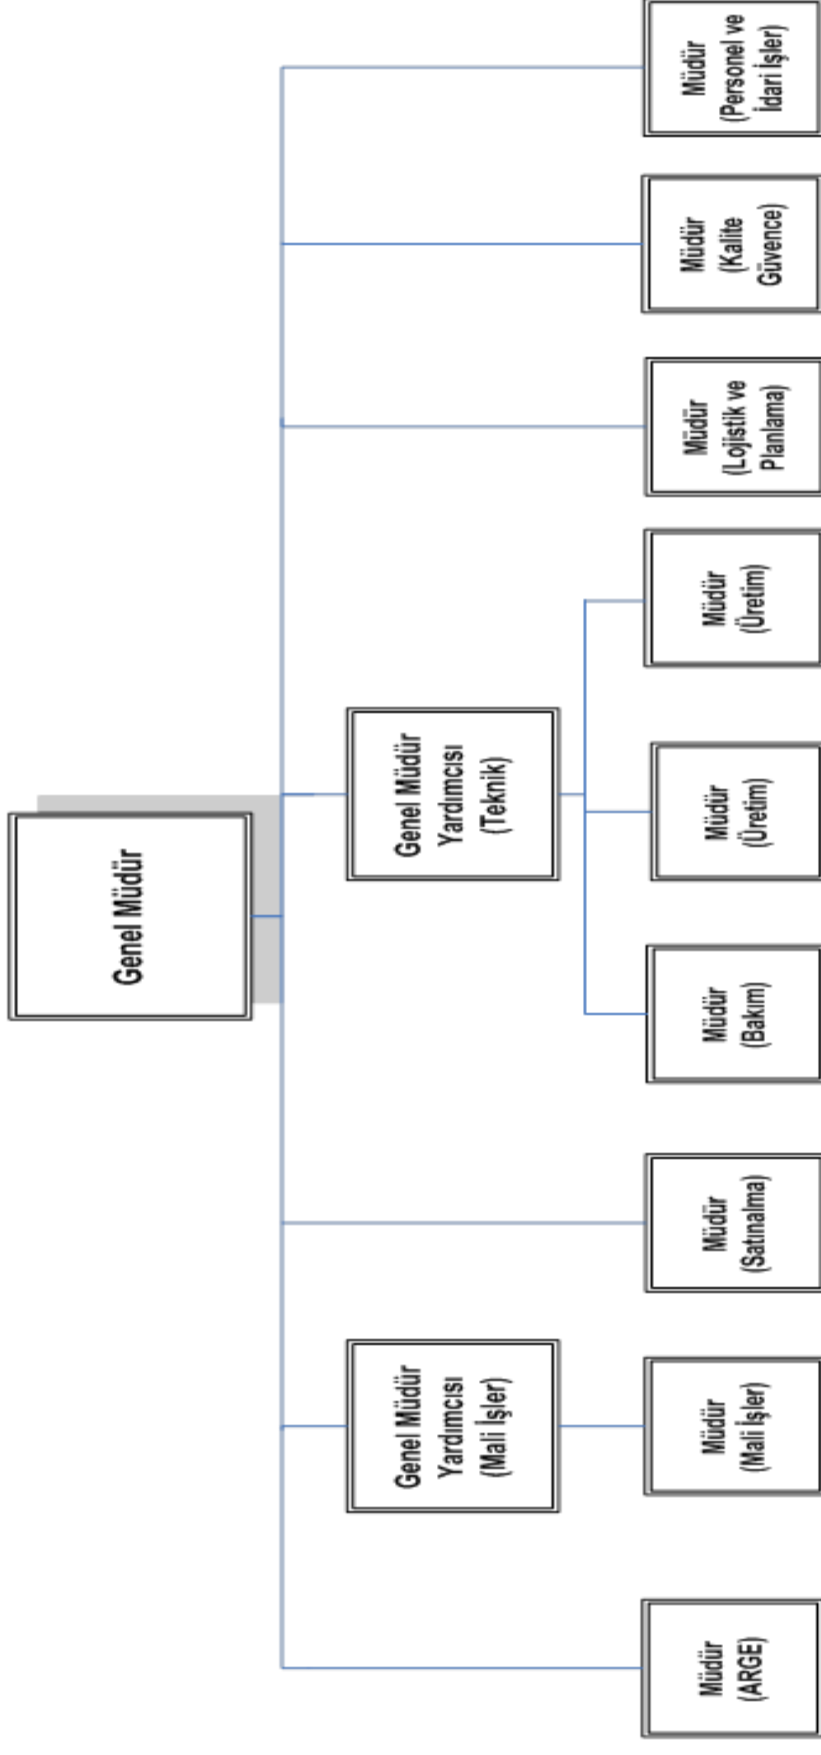 Genel Müdür
Genel Müdür
Yardımcısı
(Mali İşler)
Genel Müdür
Yardımcısı
(Teknik)
Müdür
(ARGE)
Müdür
(Mali İşler)
Müdür
(Satınalma)
Müdür
(Bakım)
Müdür
(Üretim)
Müdür
(Üretim)
Müdür
(Lojistik ve
Planlama)
Müdür
(Kalite
Güvence)
Müdür
(Personel ve
İdari İşler)